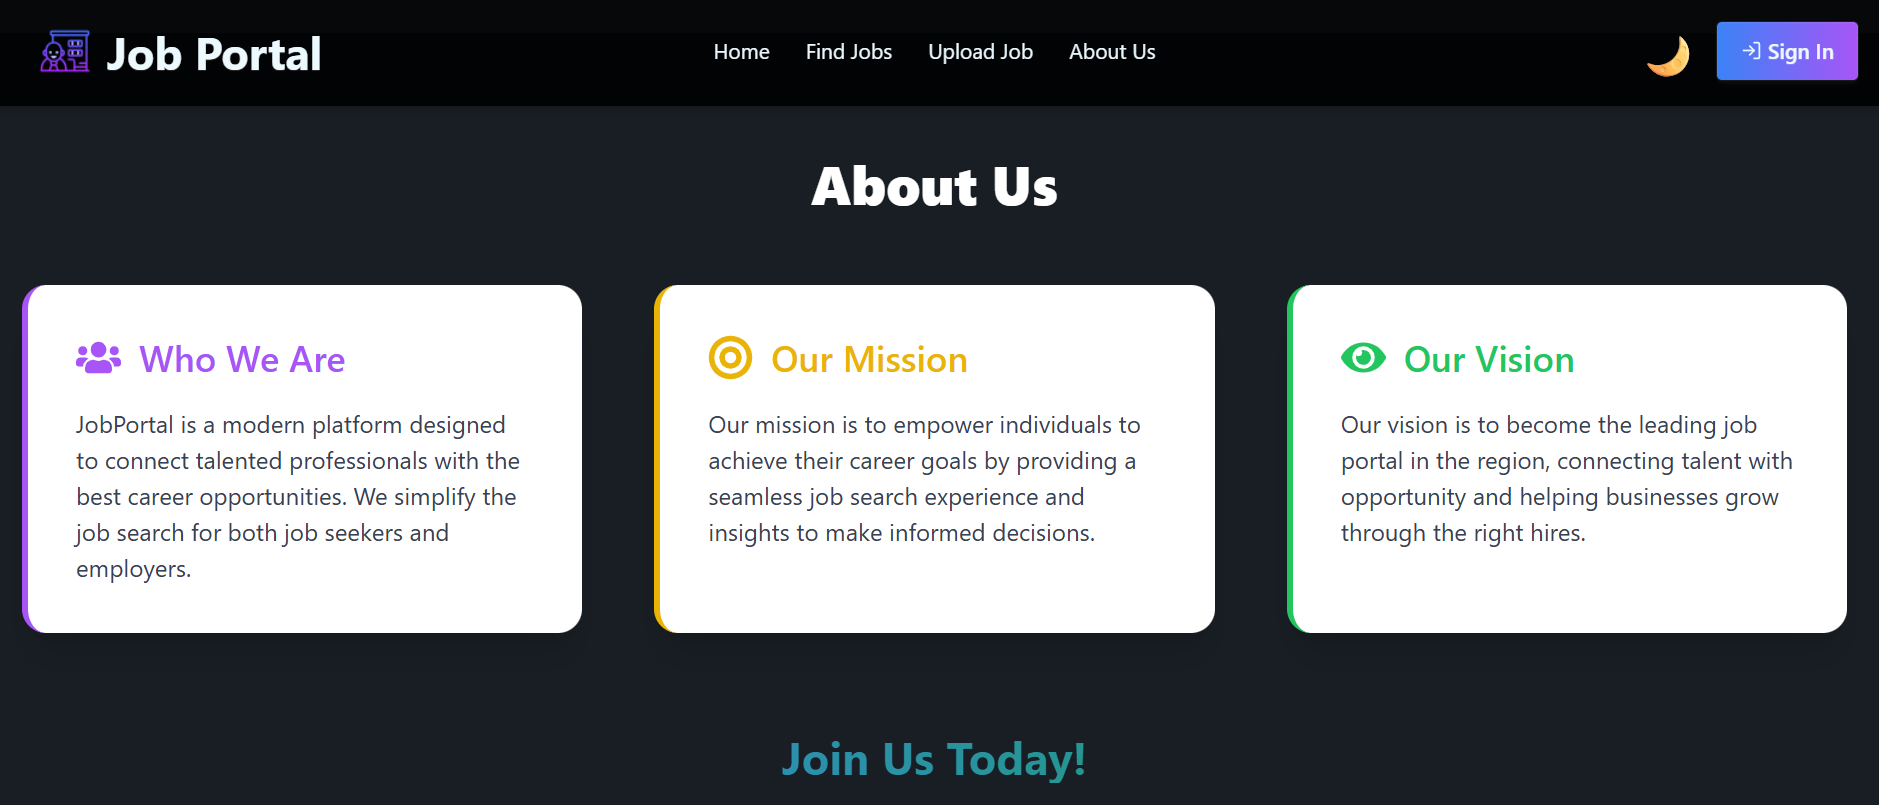 Job Portal
Home
Find Jobs
Upload Job
About Us
Sign In
About Us
Who We Are
JobPortal is a modern platform designed
to connect talented professionals with the
best career opportunities. We simplify the
job search for both job seekers and
employers.
Our Mission
Our mission is to empower individuals to
achieve their career goals by providing a
seamless job search experience and
insights to make informed decisions.
Our Vision
Our vision is to become the leading job
portal in the region, connecting talent with
opportunity and helping businesses grow
through the right hires.
Join Us Today!